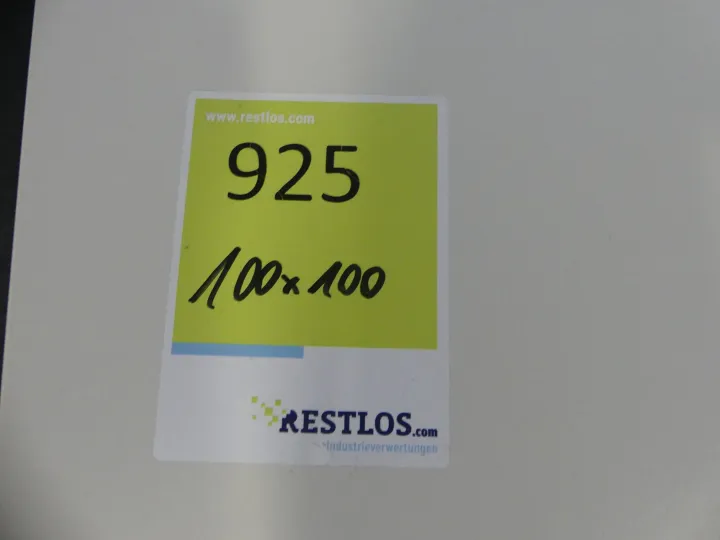 www.restlos.com
925
100x100
RESTLOS.com
Industrieverwertungen